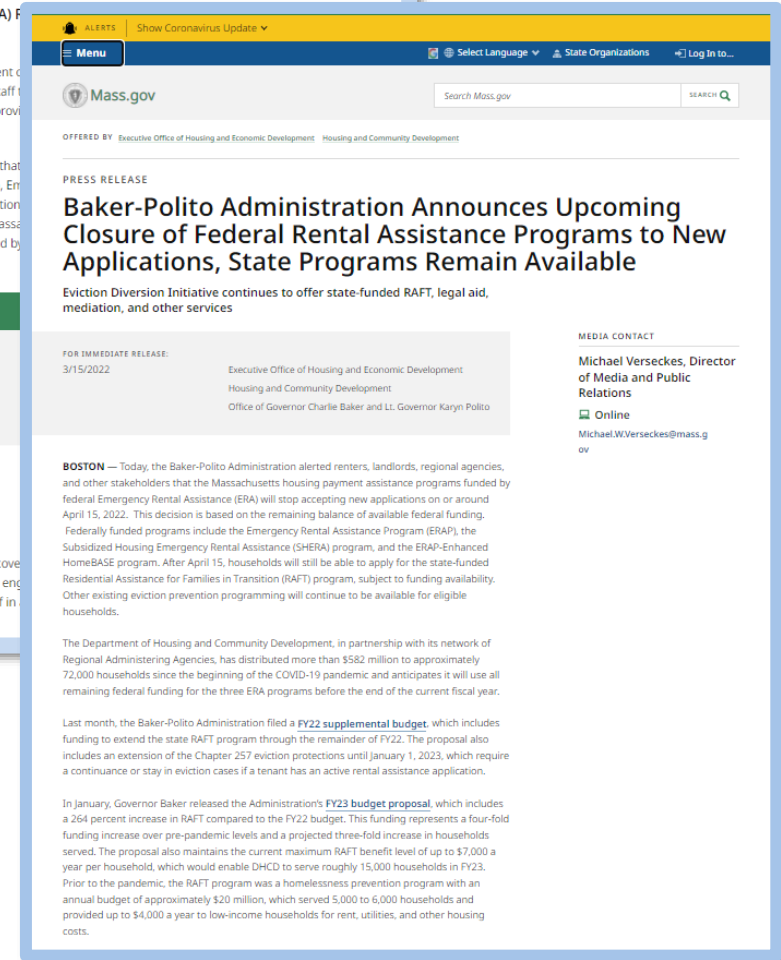 A) F
ent c
aff t
rovi
that
, Em
tion
assa
d by
cove
eng
f in
ALERTS Show Coronavirus Update
Menu Select Language State Organizations Log In to...
Mass.gov Search Mass.gov SEARCH
OFFERED BY Executive Office of Housing and Economic Development Housing and Community Development
PRESS RELEASE
Baker-Polito Administration Announces Upcoming
Closure of Federal Rental Assistance Programs to New
Applications, State Programs Remain Available
Eviction Diversion Initiative continues to offer state-funded RAFT, legal aid,
mediation, and other services
FOR IMMEDIATE RELEASE:
3/15/2022 Executive Office of Housing and Economic Development
Housing and Community Development
Office of Governor Charlie Baker and Lt. Governor Karyn Polito
MEDIA CONTACT
Michael Verseckes, Director
of Media and Public
Relations
Online
Michael.W.Verseckes@mass.g
ov
BOSTON — Today, the Baker-Polito Administration alerted renters, landlords, regional agencies,
and other stakeholders that the Massachusetts housing payment assistance programs funded by
federal Emergency Rental Assistance (ERA) will stop accepting new applications on or around
April 15, 2022. This decision is based on the remaining balance of available federal funding.
Federally funded programs include the Emergency Rental Assistance Program (ERAP), the
Subsidized Housing Emergency Rental Assistance (SHERA) program, and the ERAP-Enhanced
HomeBASE program. After April 15, households will still be able to apply for the state-funded
Residential Assistance for Families in Transition (RAFT) program, subject to funding availability.
Other existing eviction prevention programming will continue to be available for eligible
households.
The Department of Housing and Community Development, in partnership with its network of
Regional Administering Agencies, has distributed more than $582 million to approximately
72,000 households since the beginning of the COVID-19 pandemic and anticipates it will use all
remaining federal funding for the three ERA programs before the end of the current fiscal year.
Last month, the Baker-Polito Administration filed a FY22 supplemental budget, which includes
funding to extend the state RAFT program through the remainder of FY22. The proposal also
includes an extension of the Chapter 257 eviction protections until January 1, 2023, which require
a continuance or stay in eviction cases if a tenant has an active rental assistance application.
In January, Governor Baker released the Administration's FY23 budget proposal, which includes
a 264 percent increase in RAFT compared to the FY22 budget. This funding represents a four-fold
funding increase over pre-pandemic levels and a projected three-fold increase in households
served. The proposal also maintains the current maximum RAFT benefit level of up to $7,000 a
year per household, which would enable DHCD to serve roughly 15,000 households in FY23.
Prior to the pandemic, the RAFT program was a homelessness prevention program with an
annual budget of approximately $20 million, which served 5,000 to 6,000 households and
provided up to $4,000 a year to low-income households for rent, utilities, and other housing
costs.